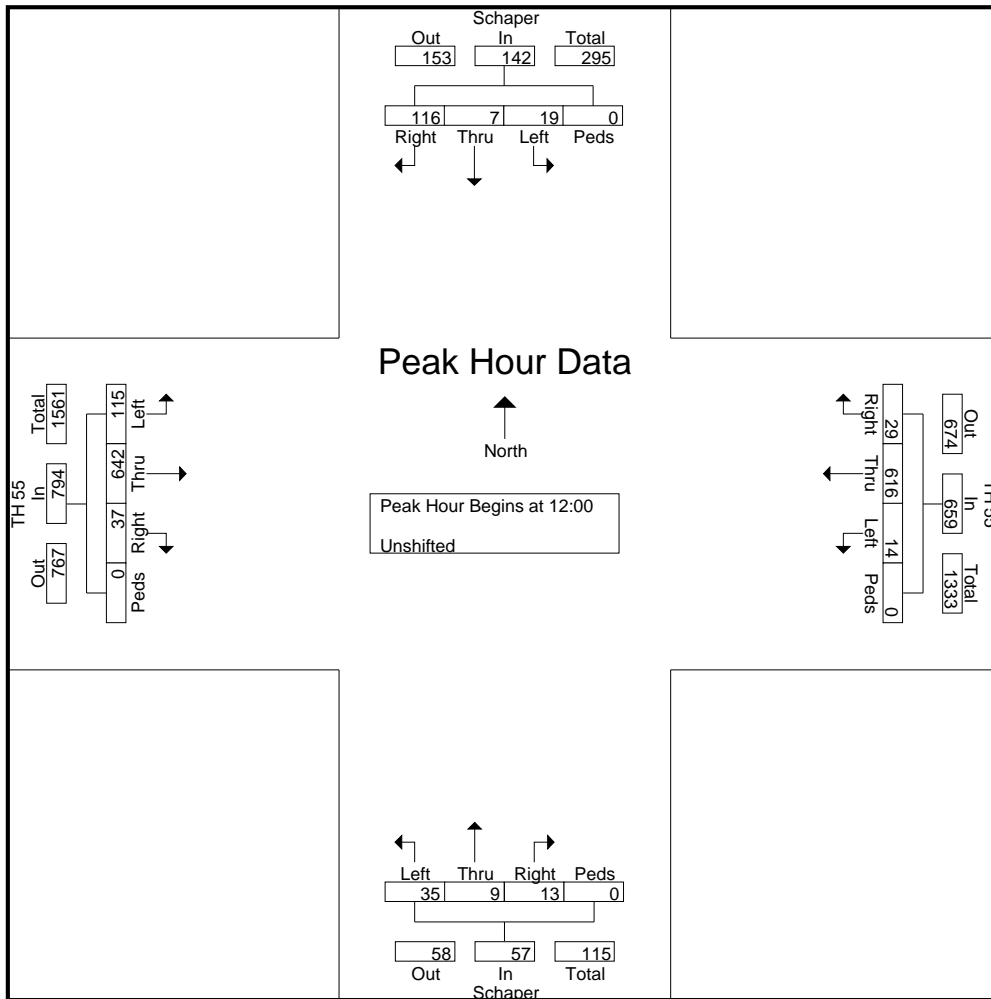 Schaper
Out In Total
153 142 295
116 7 19 0
Right Thru Left Peds
Peak Hour Data
North
Peak Hour Begins at 12:00
Unshifted
TH 55
Total In Out
1561 794 767
115 642 37 0
Left Thru Right Peds
TH 55
Out In Total
674 659 1333
29 616 14 0
Right Thru Left Peds
Left Thru Right Peds
35 9 13 0
58 57 115
Out In Total
Schaper